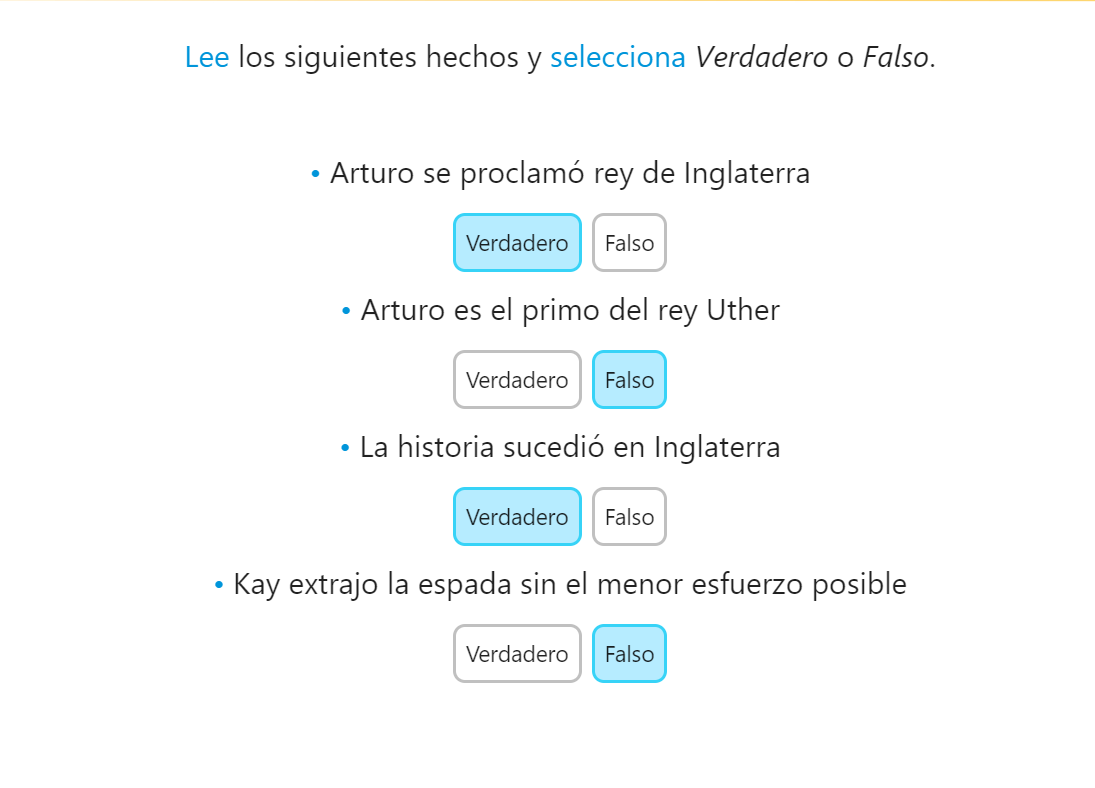 Lee los siguientes hechos y selecciona Verdadero o Falso.
• Arturo se proclamó rey de Inglaterra
Verdadero Falso
• Arturo es el primo del rey Uther
Verdadero Falso
• La historia sucedió en Inglaterra
Verdadero Falso
• Kay extrajo la espada sin el menor esfuerzo posible
Verdadero Falso